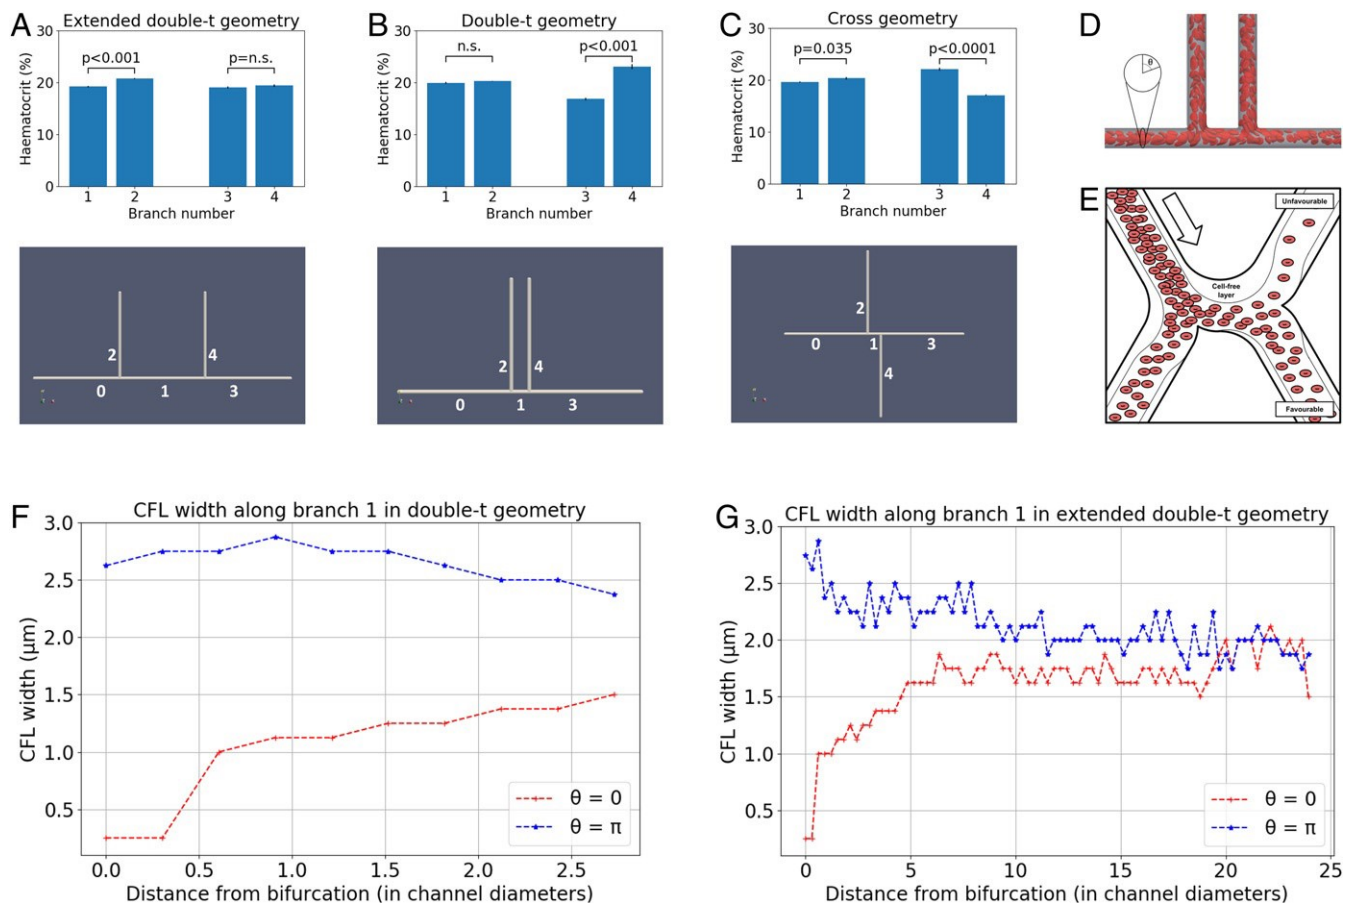 A
Extended double-t geometry
30
20
10
0
Haematocrit (%)
p<0.001
p=n.s.
1 2 3 4
Branch number
2 4
0 1 3
B
Double-t geometry
30
20
10
0
Haematocrit (%)
n.s.
p<0.001
1 2 3 4
Branch number
2 4
0 1 3
C
Cross geometry
30
20
10
0
Haematocrit (%)
p=0.035
p<0.0001
1 2 3 4
Branch number
2
0 1 3
4
D
θ
E
Unfavourable
Cell-free
layer
Favourable
F
CFL width along branch 1 in double-t geometry
3.0
2.5
2.0
1.5
1.0
0.5
CFL width (μm)
θ = 0
θ = π
0.0 0.5 1.0 1.5 2.0 2.5
Distance from bifurcation (in channel diameters)
G
CFL width along branch 1 in extended double-t geometry
3.0
2.5
2.0
1.5
1.0
0.5
CFL width (μm)
θ = 0
θ = π
0 5 10 15 20 25
Distance from bifurcation (in channel diameters)